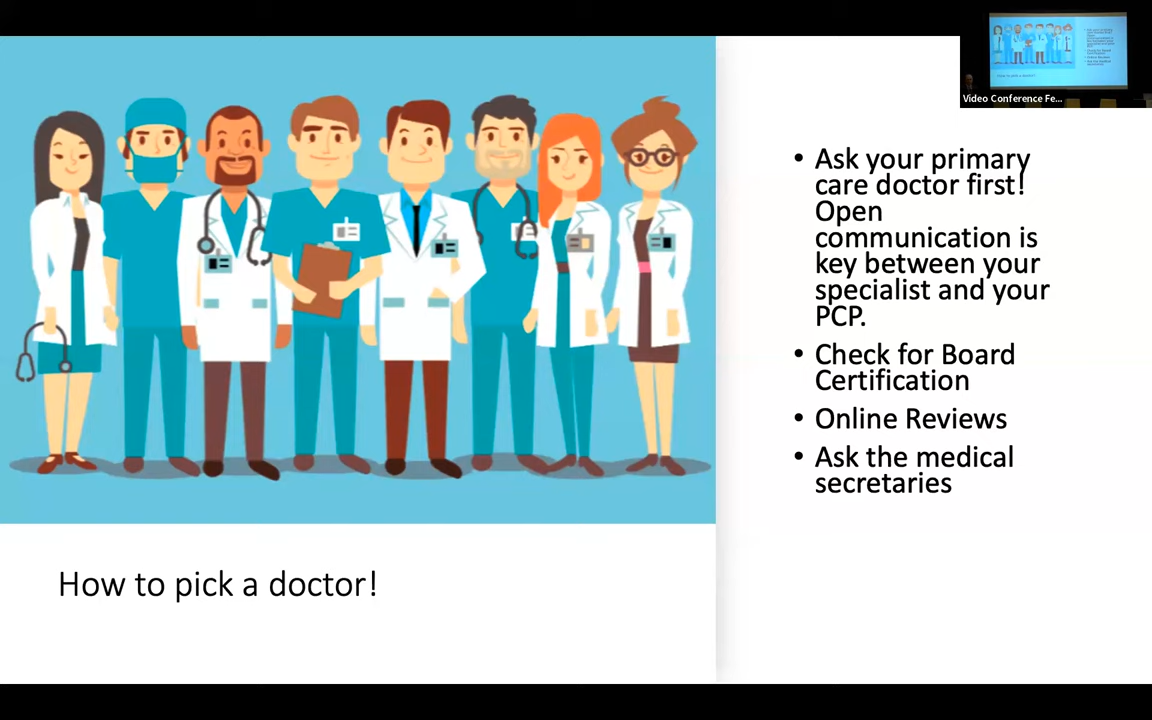 Video Conference Fe...
• Ask your primary
care doctor first!
Open
communication is
key between your
specialist and your
PCP.
• Check for Board
Certification
• Online Reviews
• Ask the medical
secretaries
How to pick a doctor!